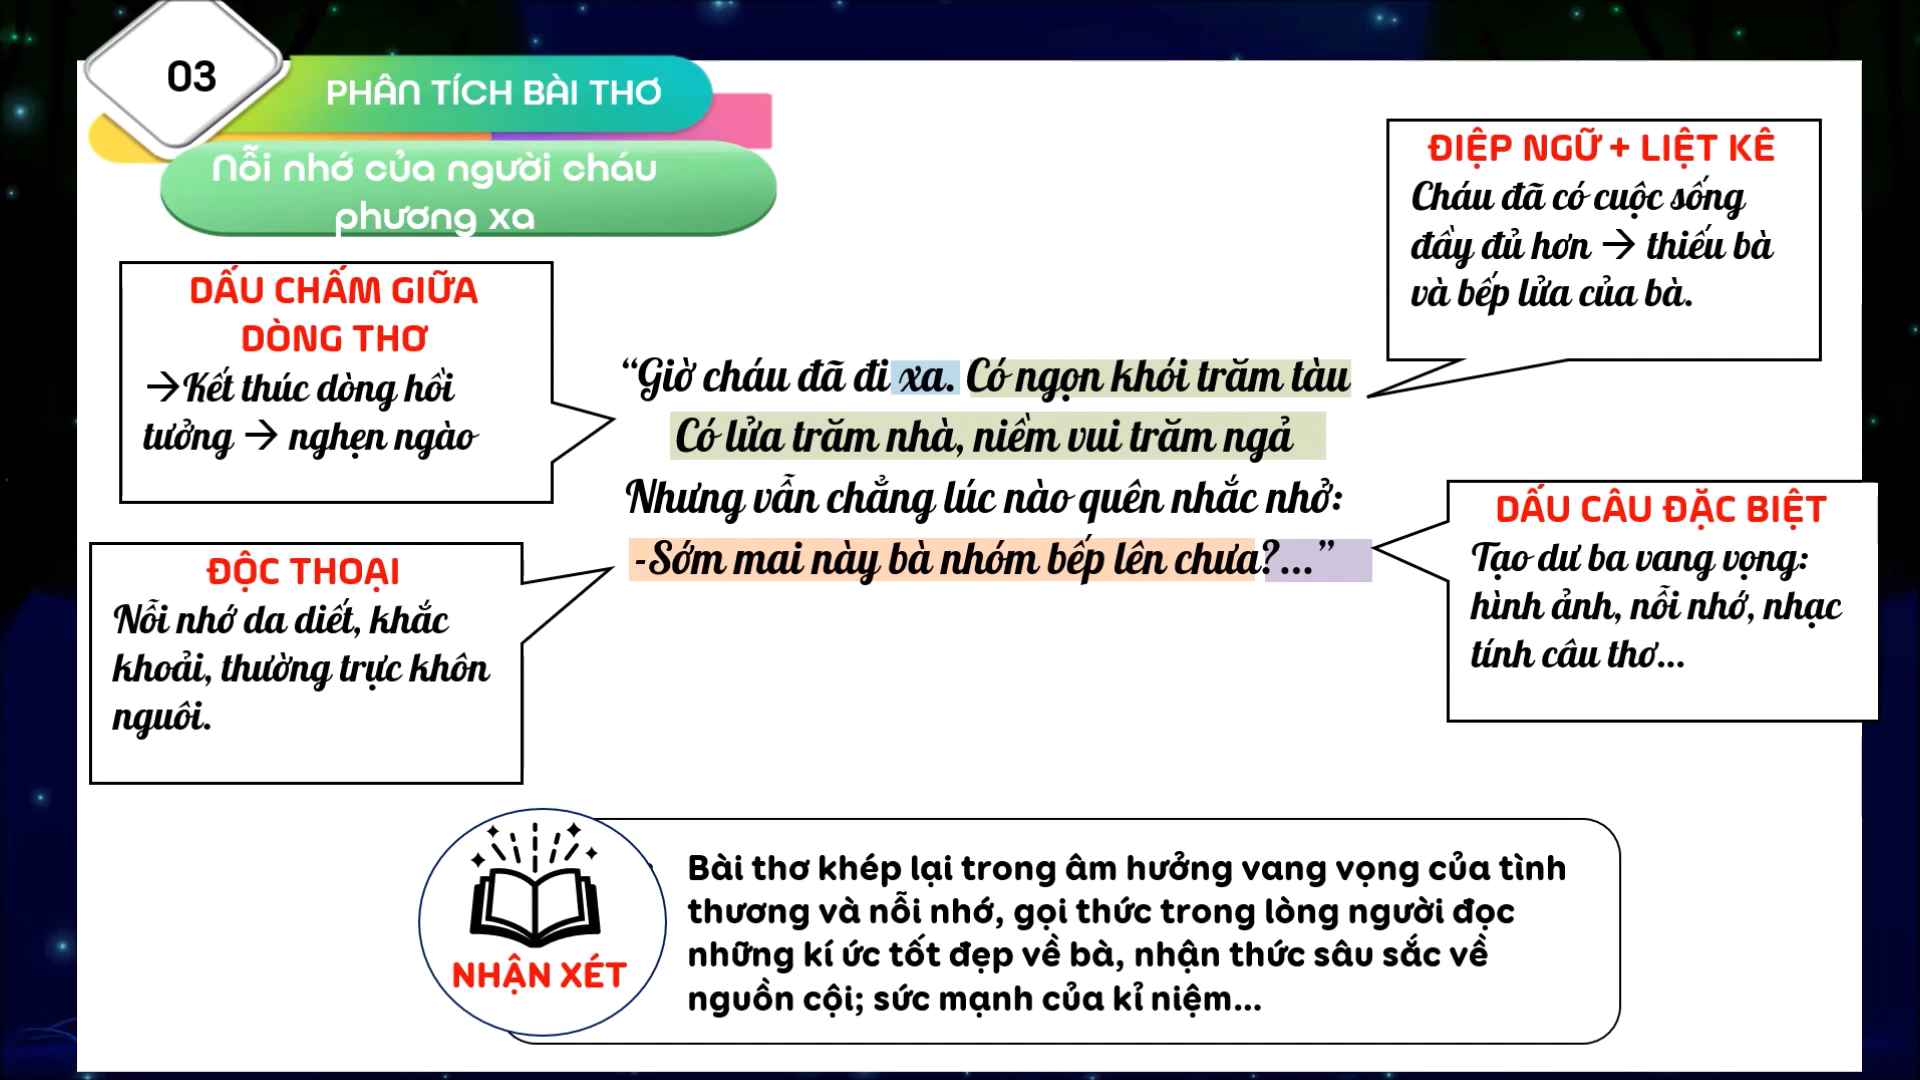 03
PHÂN TÍCH BÀI THƠ
Nỗi nhớ của người cháu
phương xa
DẤU CHẤM GIỮA
DÒNG THƠ
→Kết thúc dòng hồi
tưởng → nghẹn ngào
ĐỘC THOẠI
Nỗi nhớ da diết, khắc
khoải, thường trực khôn
nguôi.
“Giờ cháu đã đi xa. Có ngọn khói trăm tàu
Có lửa trăm nhà, niềm vui trăm ngả
Nhưng vẫn chẳng lúc nào quên nhắc nhở:
-Sớm mai này bà nhóm bếp lên chưa?...”
ĐIỆP NGỮ + LIỆT KÊ
Cháu đã có cuộc sống
đầy đủ hơn → thiếu bà
và bếp lửa của bà.
DẤU CÂU ĐẶC BIỆT
Tạo dư ba vang vọng:
hình ảnh, nỗi nhớ, nhạc
tính câu thơ...
NHẬN XÉT
Bài thơ khép lại trong âm hưởng vang vọng của tình
thương và nỗi nhớ, gọi thức trong lòng người đọc
những kí ức tốt đẹp về bà, nhận thức sâu sắc về
nguồn cội; sức mạnh của kỉ niệm...